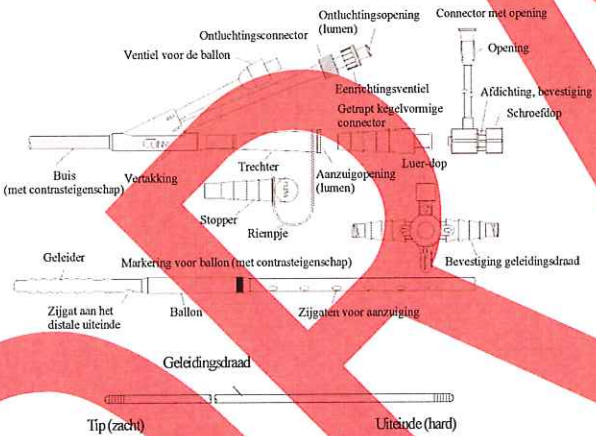 Connector met opening
Ontluchtingsopening
(lumen)
Ontluchtingsconnector
Ventiel voor de ballon
Opening
Afdichting, bevestiging
Schroefdop
Eenrichtingsventiel
Getrapt kegelvormige
connector
Buis
(met contrasteigenschap)
Vertakking
Trechter
Aanzuigopening
(lumen)
Luer-dop
Stopper
Riempje
Bevestiging geleidingsdraad
Geleider
Markering voor ballon (met contrasteigenschap)
Zijgat aan het
distale uiteinde
Ballon
Zijgaten voor aanzuiging
Geleidingsdraad
Tip (zacht)
Uiteinde (hard)